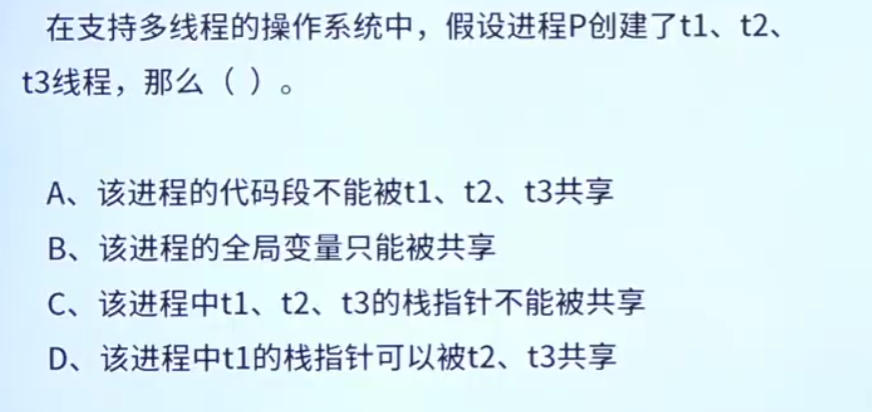 在支持多线程的操作系统中，假设进程P创建了t1、t2、
t3线程，那么（ ）。
A、该进程的代码段不能被t1、t2、t3共享
B、该进程的全局变量只能被共享
C、该进程中t1、t2、t3的栈指针不能被共享
D、该进程中t1的栈指针可以被t2、t3共享